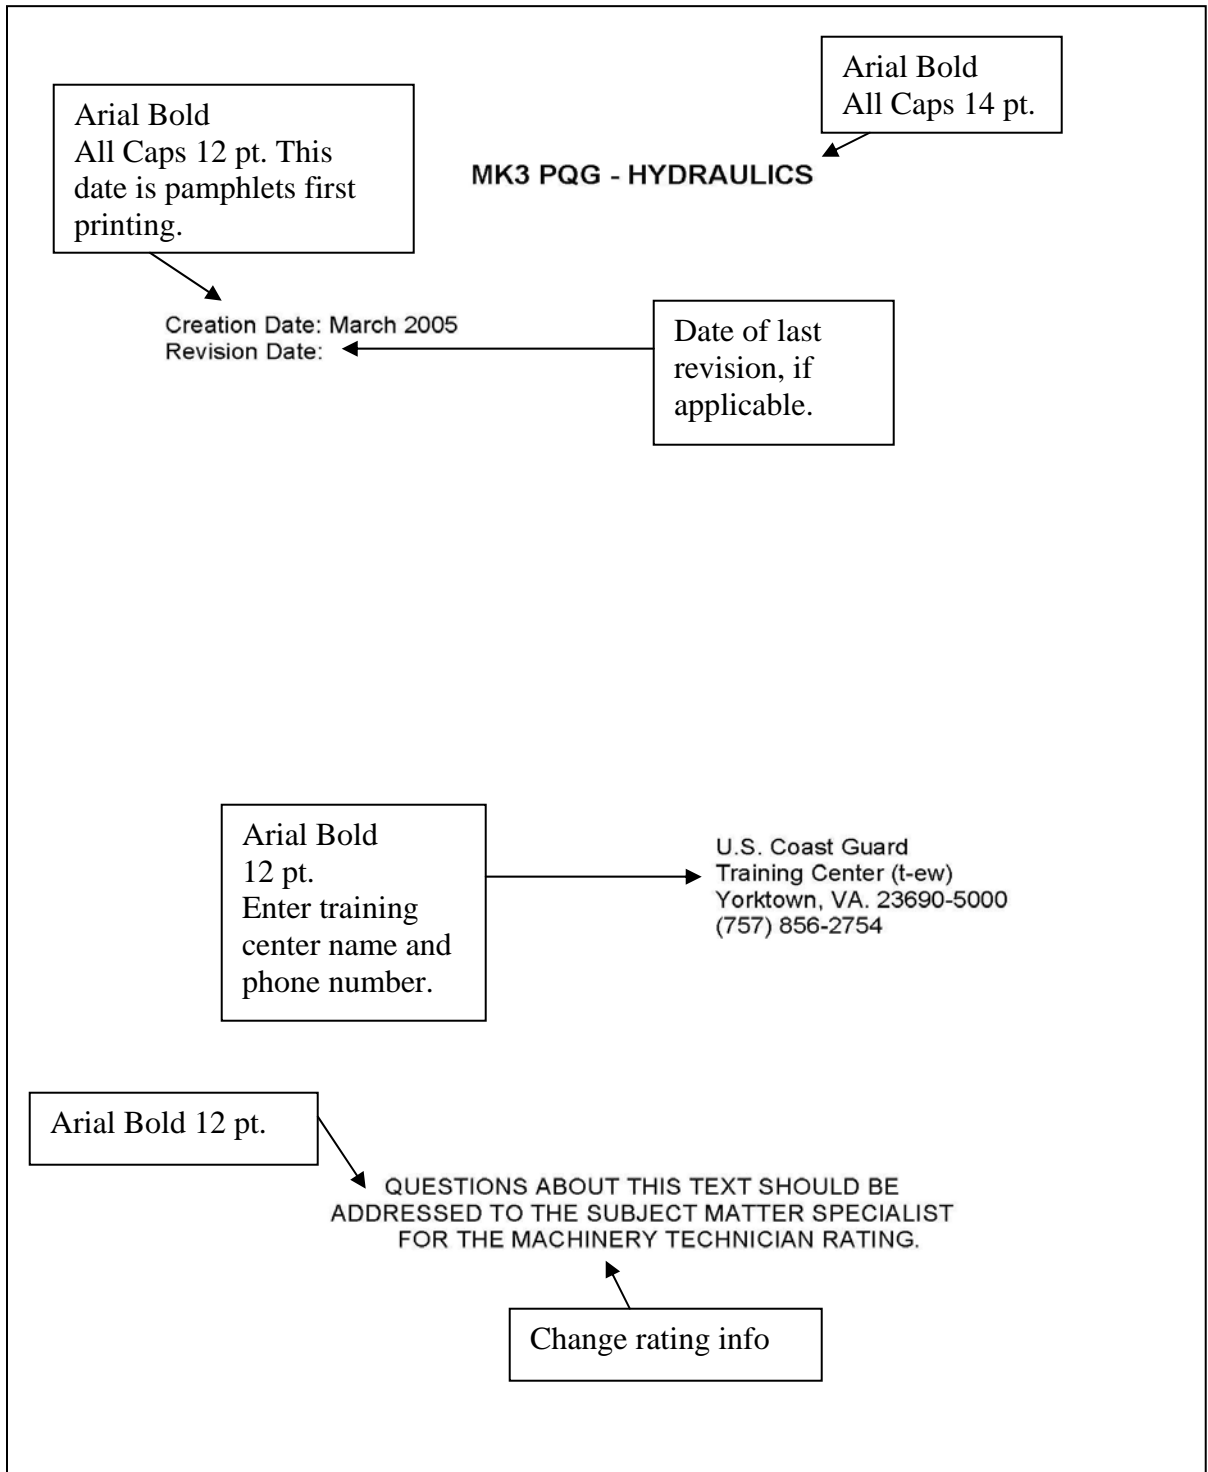 Arial Bold
All Caps 14 pt.
Arial Bold
All Caps 12 pt. This
date is pamphlets first
printing.
MK3 PQG - HYDRAULICS
Creation Date: March 2005
Revision Date:
Date of last
revision, if
applicable.
Arial Bold
12 pt.
Enter training
center name and
phone number.
U.S. Coast Guard
Training Center (t-ew)
Yorktown, VA. 23690-5000
(757) 856-2754
Arial Bold 12 pt.
QUESTIONS ABOUT THIS TEXT SHOULD BE
ADDRESSED TO THE SUBJECT MATTER SPECIALIST
FOR THE MACHINERY TECHNICIAN RATING.
Change rating info